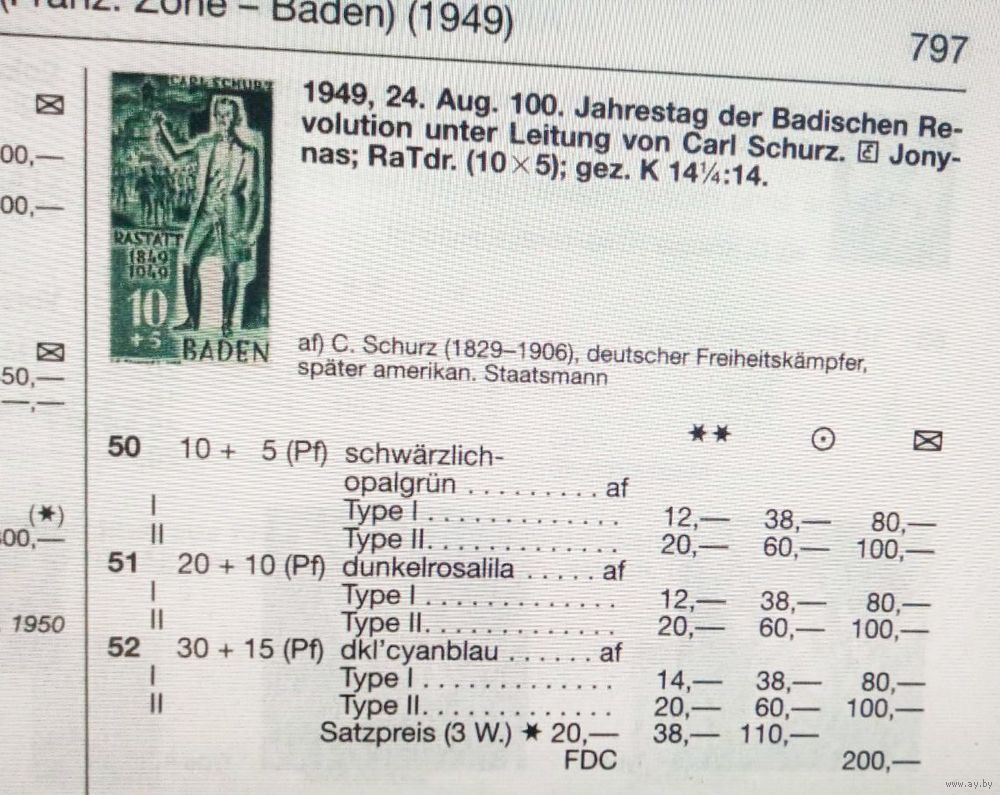 (Franz. Zone – Baden) (1949)
797
00,—
00,—
50,—
—,—
(✶)
00,—
1950
CARL SCHURZ
RASTATT
1849
1949
10
+5
BADEN
1949, 24. Aug. 100. Jahrestag der Badischen Re-
volution unter Leitung von Carl Schurz. Jony-
nas; RaTdr. (10×5); gez. K 14¼:14.
af) C. Schurz (1829–1906), deutscher Freiheitskämpfer,
später amerikan. Staatsmann
✶✶ ⊙ ✉
50 10 + 5 (Pf) schwärzlich-
opalgrün ......... af
I Type I ............. 12,— 38,— 80,—
II Type II. ............ 20,— 60,— 100,—
51 20 + 10 (Pf) dunkelrosalila ..... af
I Type I ............. 12,— 38,— 80,—
II Type II. ............ 20,— 60,— 100,—
52 30 + 15 (Pf) dkl'cyanblau ...... af
I Type I ............. 14,— 38,— 80,—
II Type II. ............ 20,— 60,— 100,—
Satzpreis (3 W.) ✶ 20,— 38,— 110,—
FDC 200,—
www.ay.by